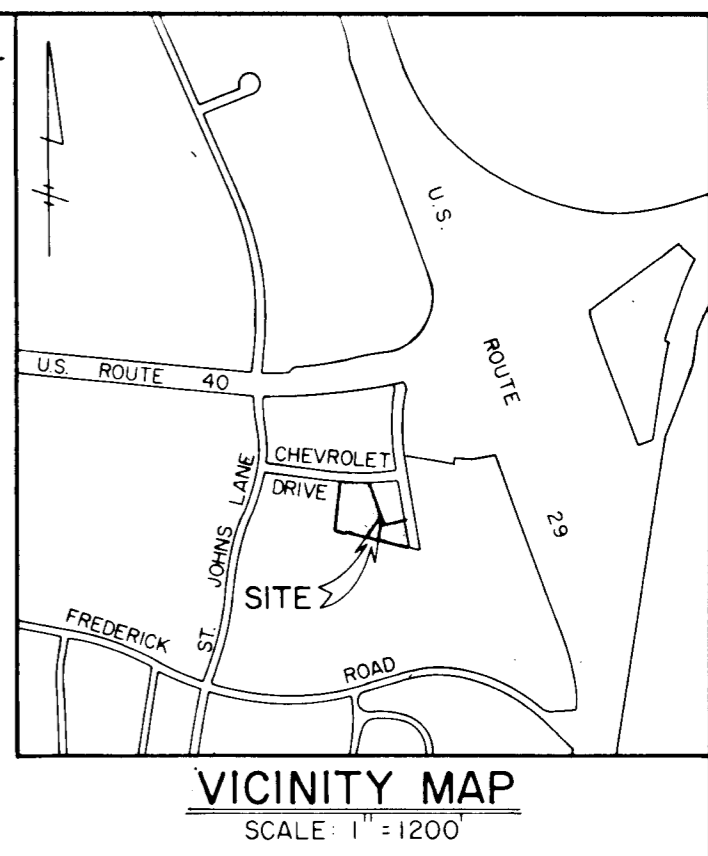 U.S.
ROUTE
29
U.S. ROUTE 40
CHEVROLET
DRIVE
ST. JOHNS LANE
SITE
FREDERICK
ROAD
VICINITY MAP
SCALE: 1" = 1200'